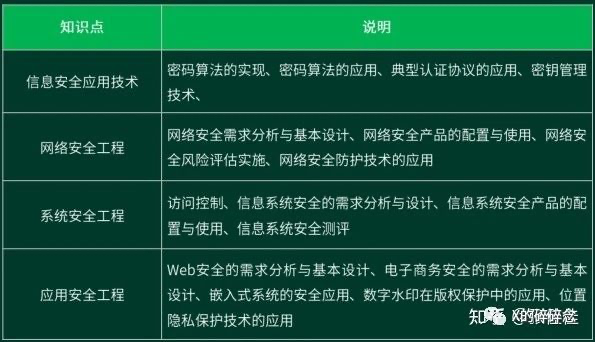 知识点 说明
信息安全应用技术 密码算法的实现、密码算法的应用、典型认证协议的应用、密钥管理
技术、
网络安全工程 网络安全需求分析与基本设计、网络安全产品的配置与使用、网络安
全风险评估实施、网络安全防护技术的应用
系统安全工程 访问控制、信息系统安全的需求分析与设计、信息系统安全产品的配
置与使用、信息系统安全测评
应用安全工程 Web安全的需求分析与基本设计、电子商务安全的需求分析与基本
设计、嵌入式系统的安全应用、数字水印在版权保护中的应用、位置
隐私保护技术的应用